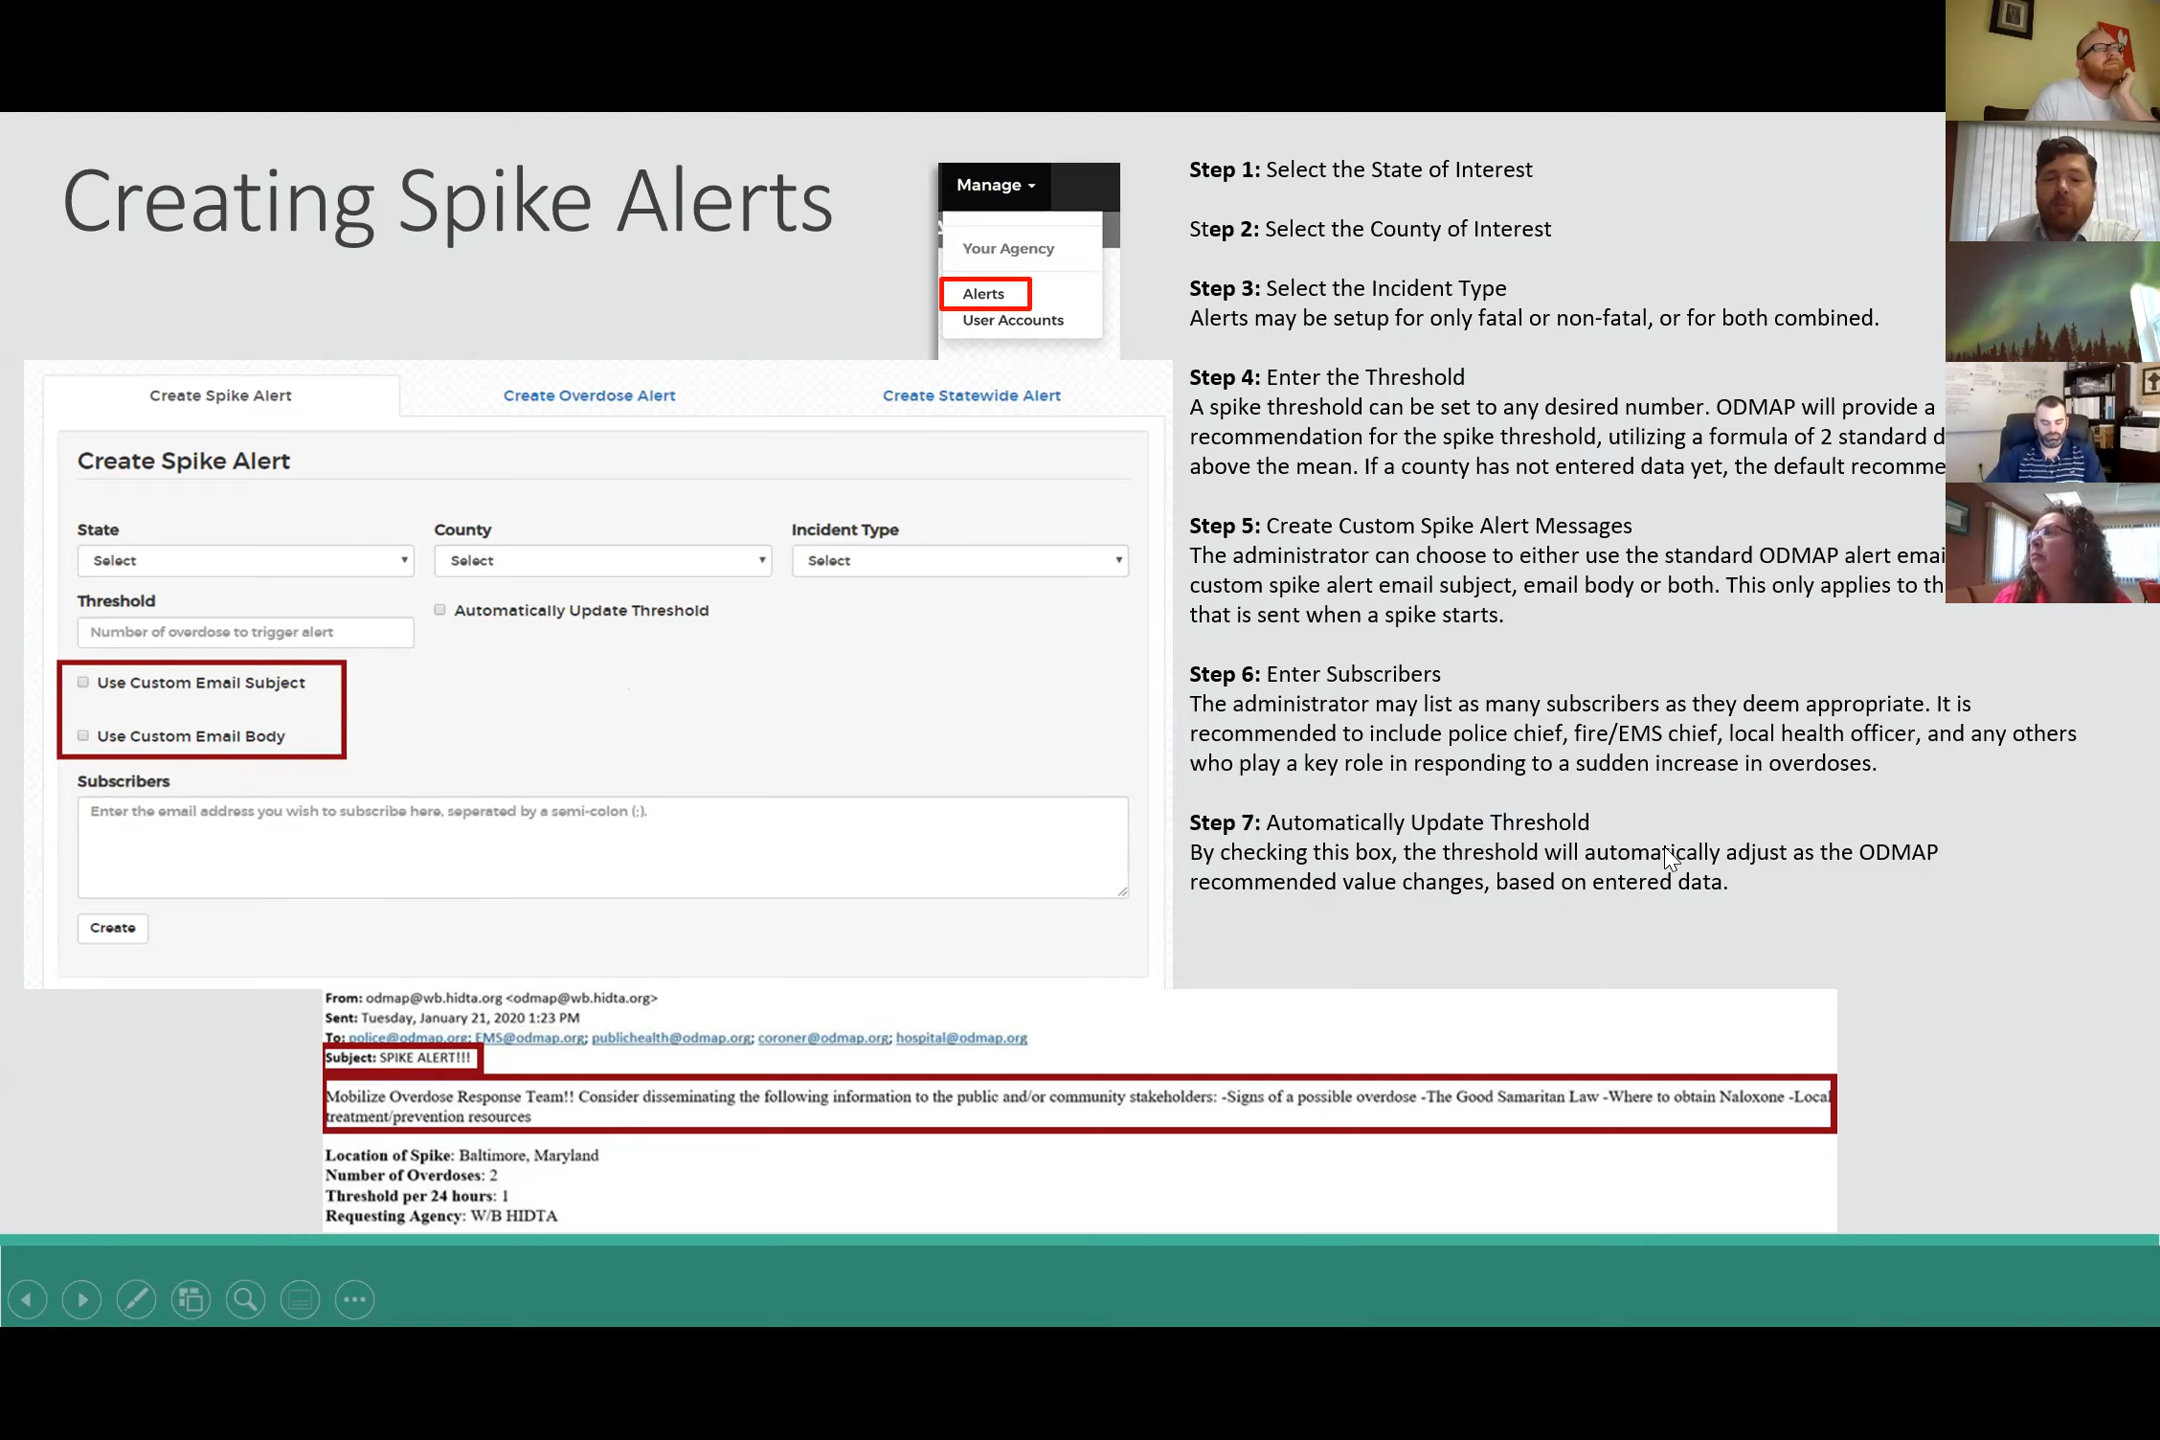 Creating Spike Alerts
Manage
Your Agency
Alerts
User Accounts
Create Spike Alert
Create Overdose Alert
Create Statewide Alert
Create Spike Alert
State
County
Incident Type
Select
Select
Select
Threshold
Number of overdose to trigger alert
Automatically Update Threshold
Use Custom Email Subject
Use Custom Email Body
Subscribers
Enter the email address you wish to subscribe here, seperated by a semi-colon (;).
Create
Step 1: Select the State of Interest
Step 2: Select the County of Interest
Step 3: Select the Incident Type
Alerts may be setup for only fatal or non-fatal, or for both combined.
Step 4: Enter the Threshold
A spike threshold can be set to any desired number. ODMAP will provide a
recommendation for the spike threshold, utilizing a formula of 2 standard
above the mean. If a county has not entered data yet, the default
Step 5: Create Custom Spike Alert Messages
The administrator can choose to either use the standard ODMAP alert
custom spike alert email subject, email body or both. This only applies to
that is sent when a spike starts.
Step 6: Enter Subscribers
The administrator may list as many subscribers as they deem appropriate. It is
recommended to include police chief, fire/EMS chief, local health officer, and any others
who play a key role in responding to a sudden increase in overdoses.
Step 7: Automatically Update Threshold
By checking this box, the threshold will automatically adjust as the ODMAP
recommended value changes, based on entered data.
From: odmap@wb.hidta.org <odmap@wb.hidta.org>
Sent: Tuesday, January 21, 2020 1:23 PM
To: police@odmap.org; EMS@odmap.org; publichealth@odmap.org; coroner@odmap.org; hospital@odmap.org
Subject: SPIKE ALERT!!!
Mobilize Overdose Response Team!! Consider disseminating the following information to the public and/or community stakeholders: -Signs of a possible overdose -The Good Samaritan Law -Where to obtain Naloxone -Local
treatment/prevention resources
Location of Spike: Baltimore, Maryland
Number of Overdoses: 2
Threshold per 24 hours: 1
Requesting Agency: W/B HIDTA